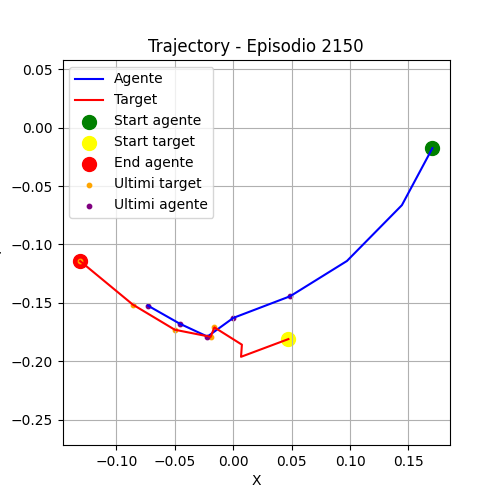 Trajectory - Episodio 2150
0.05
0.00
−0.05
−0.10
−0.15
−0.20
−0.25
Agente
Target
Start agente
Start target
End agente
Ultimi target
Ultimi agente
−0.10 −0.05 0.00 0.05 0.10 0.15
X